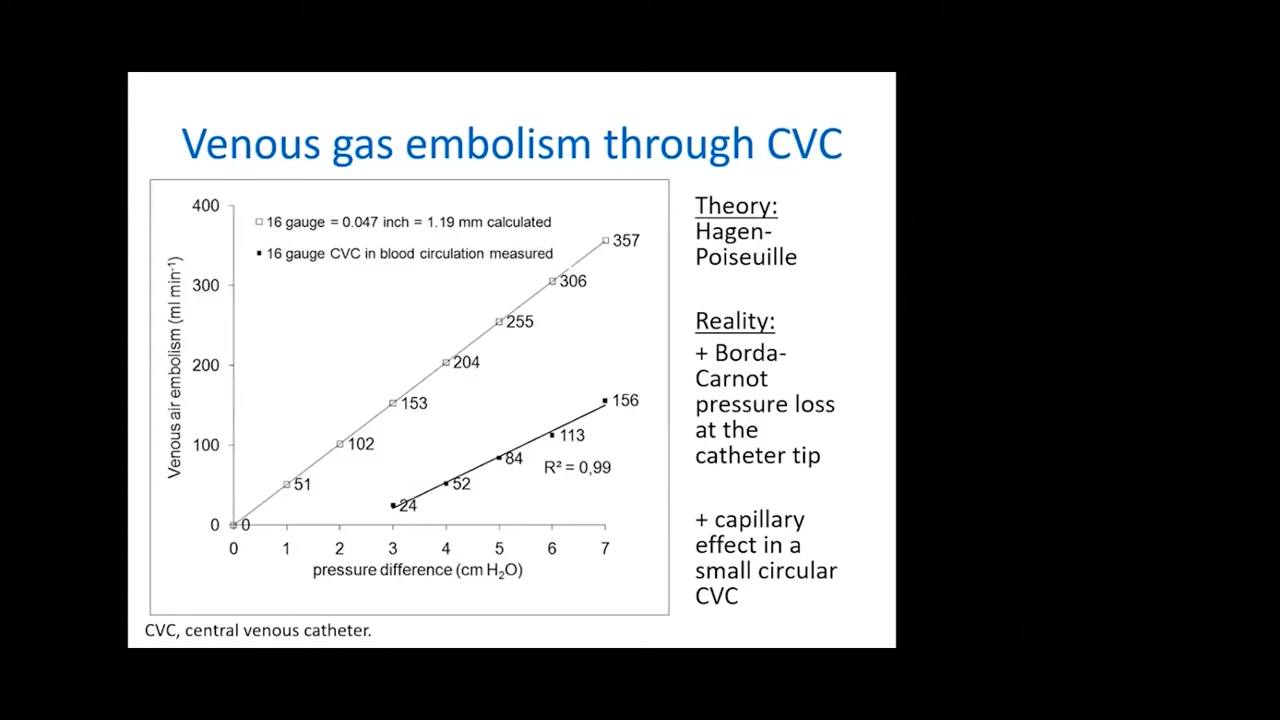 Venous gas embolism through CVC
400
300
200
100
0
Venous air embolism (ml min⁻¹)
16 gauge = 0.047 inch = 1.19 mm calculated
16 gauge CVC in blood circulation measured
357
306
255
204
153
102
51
0
156
113
84
52
24
R² = 0,99
0 1 2 3 4 5 6 7
pressure difference (cm H₂O)
Theory:
Hagen-
Poiseuille
Reality:
+ Borda-
Carnot
pressure loss
at the
catheter tip
+ capillary
effect in a
small circular
CVC
CVC, central venous catheter.